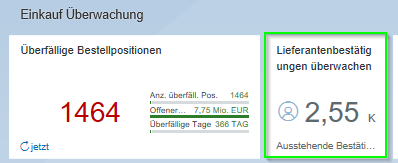 Einkauf Überwachung
Überfällige Bestellpositionen
1464
Anz. überfäll. Pos. 1464
Offener... 7,75 Mio. EUR
Überfällige Tage 366 TAG
jetzt
Lieferantenbestätig
ungen überwachen
2,55 K
Ausstehende Bestäti...